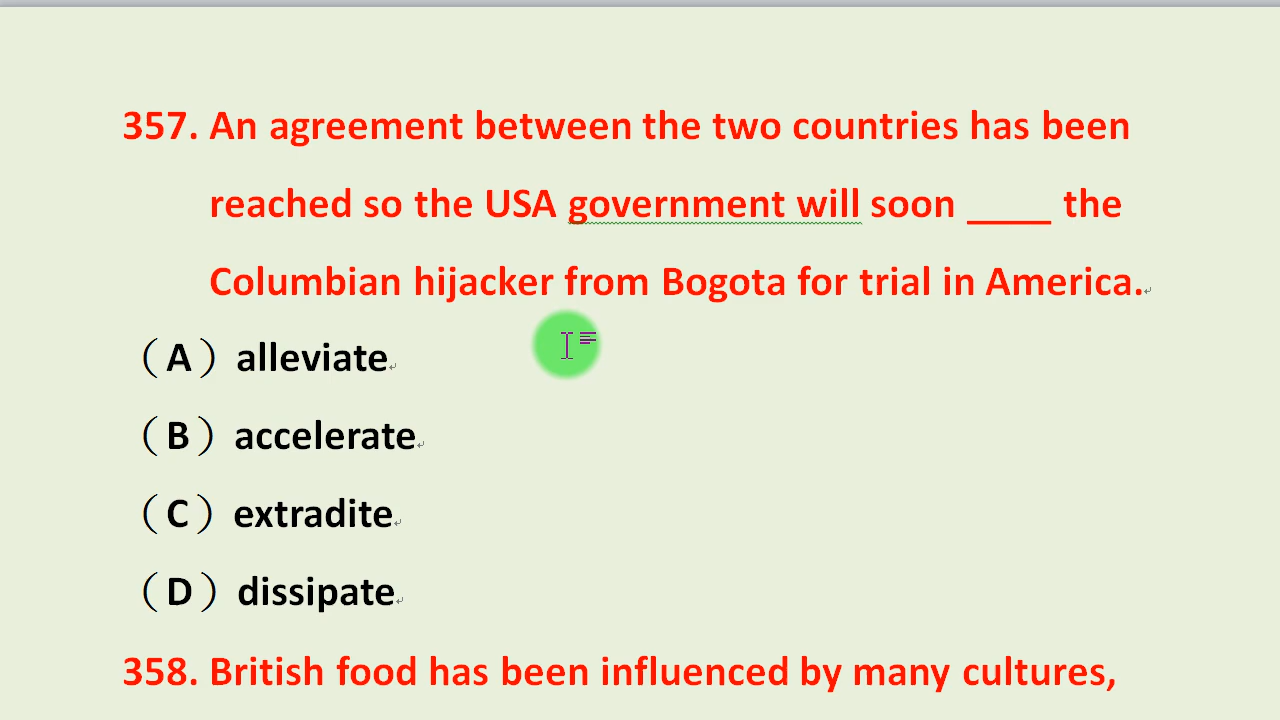 357. An agreement between the two countries has been
reached so the USA government will soon ____ the
Columbian hijacker from Bogota for trial in America.
（A）alleviate
（B）accelerate
（C）extradite
（D）dissipate
358. British food has been influenced by many cultures,